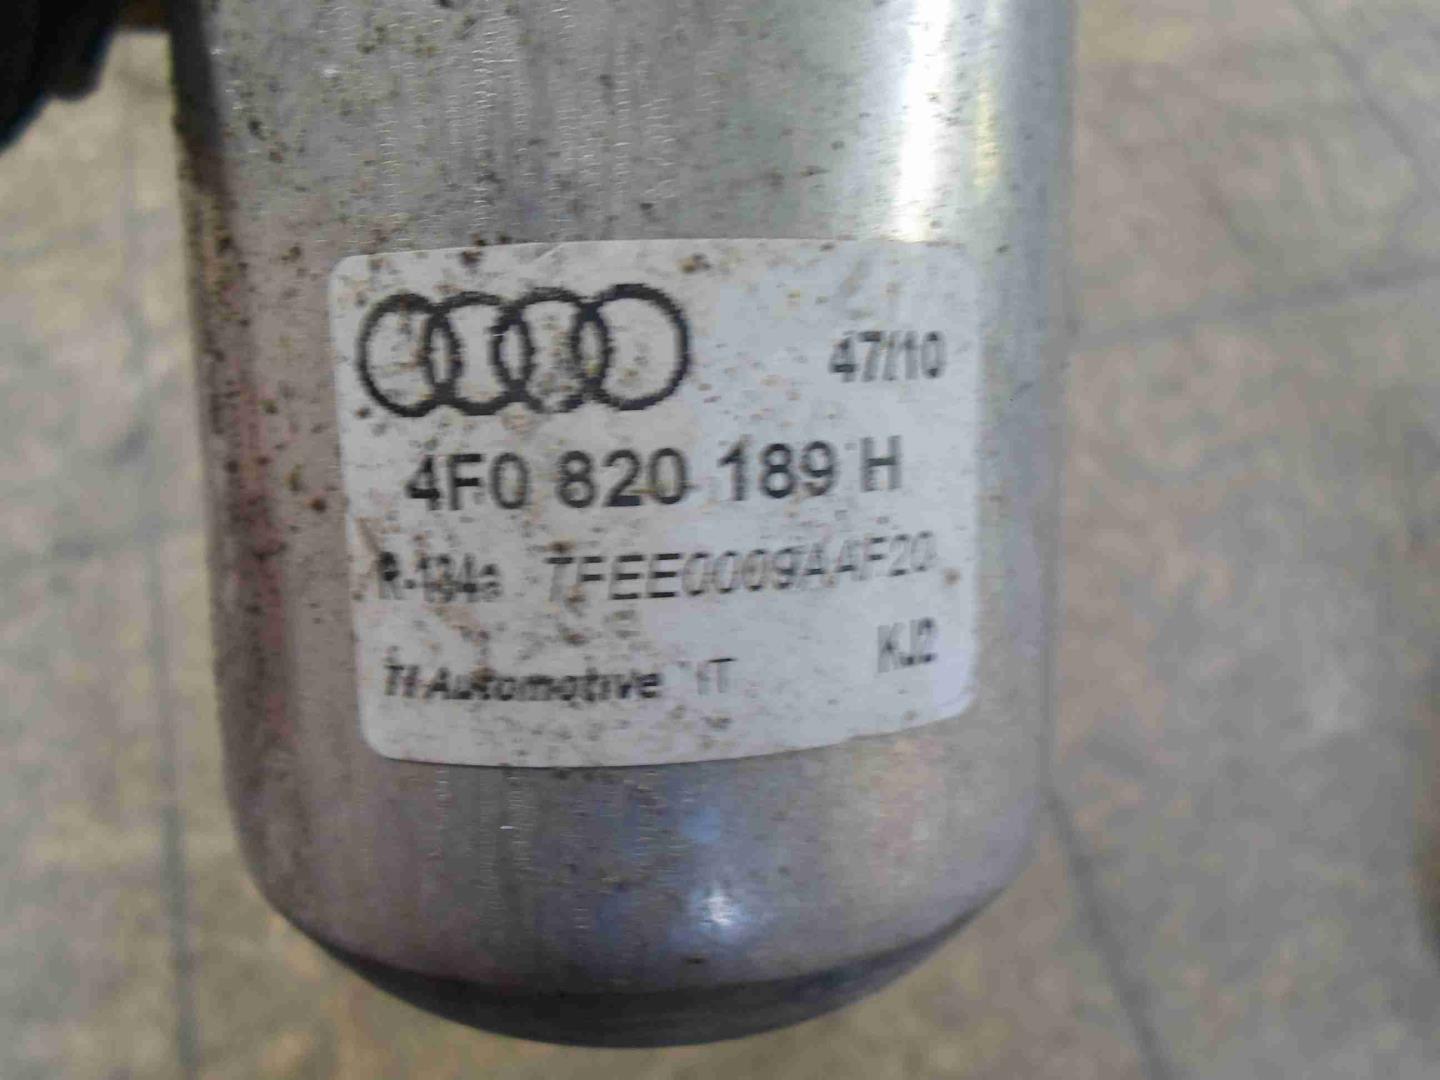 47/10
4F0 820 189 H
R-134a TFEE0009AAF20
KJ2
TI Automotive IT